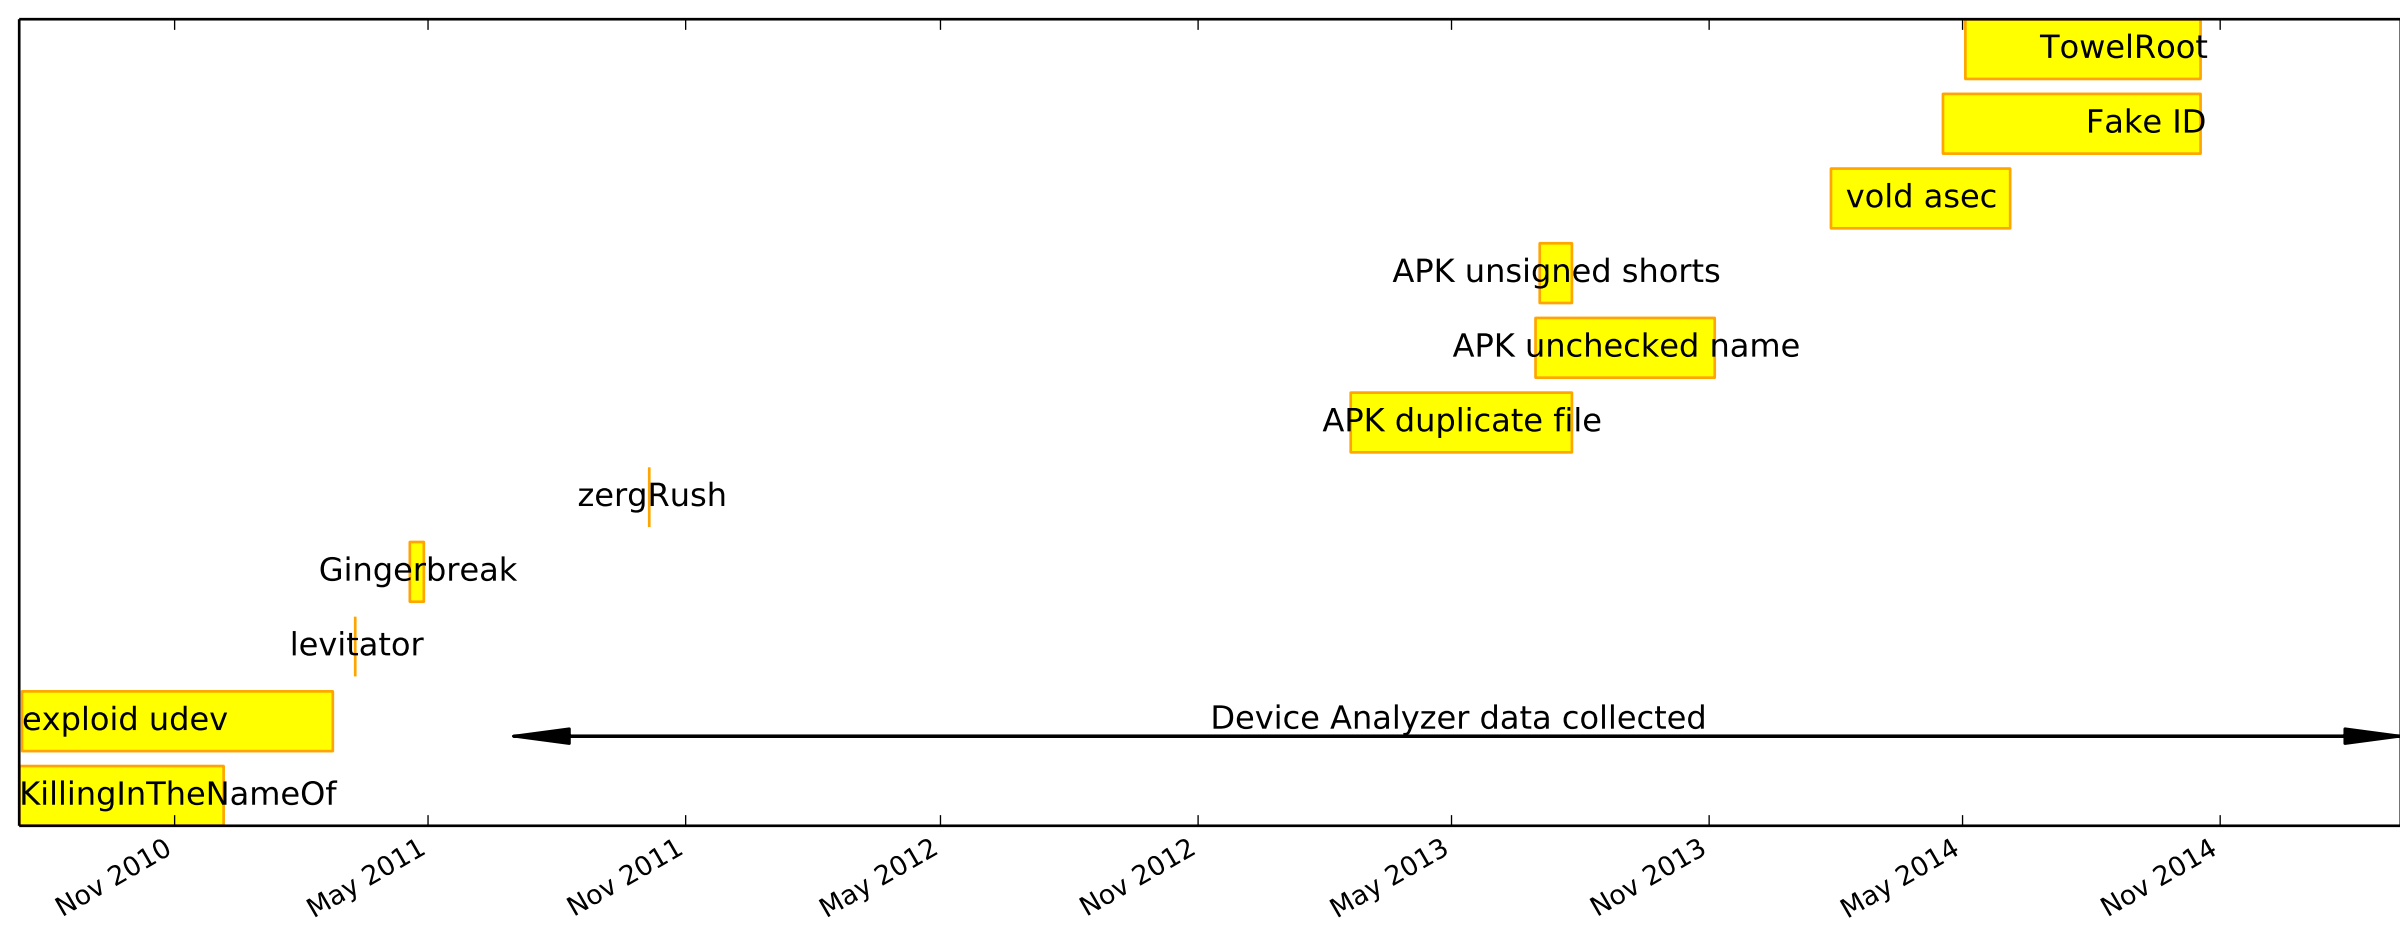 TowelRoot
Fake ID
vold asec
APK unsigned shorts
APK unchecked name
APK duplicate file
zergRush
Gingerbreak
levitator
exploid udev
Device Analyzer data collected
KillingInTheNameOf
Nov 2010
May 2011
Nov 2011
May 2012
Nov 2012
May 2013
Nov 2013
May 2014
Nov 2014